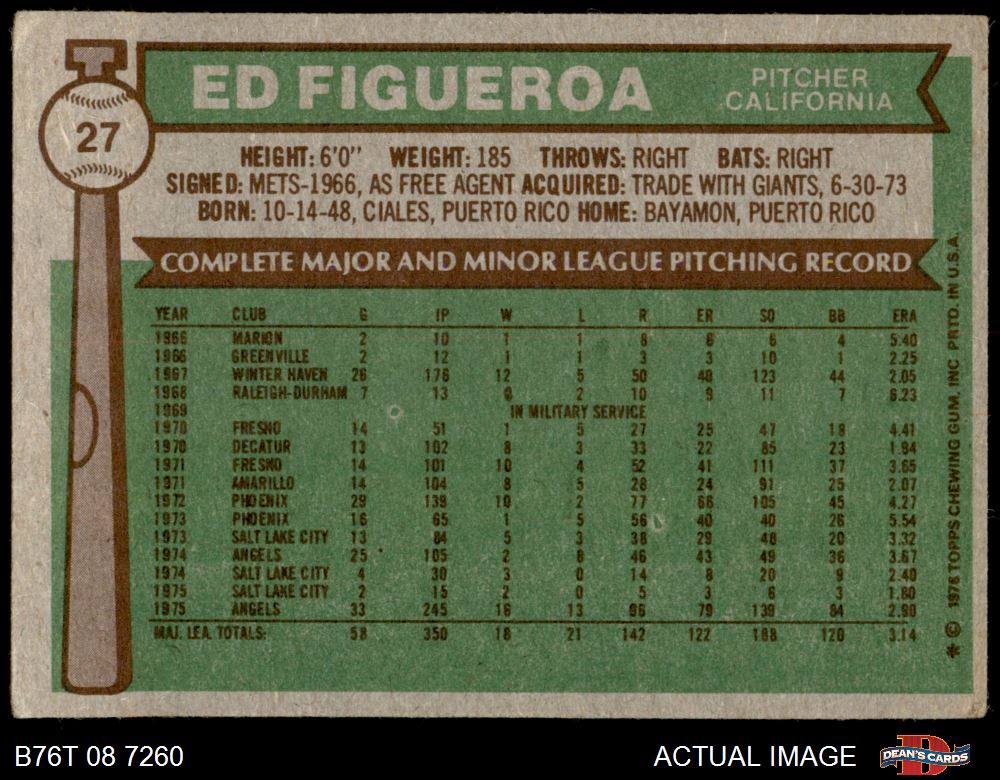 27
ED FIGUEROA
PITCHER
CALIFORNIA
HEIGHT: 6'0" WEIGHT: 185 THROWS: RIGHT BATS: RIGHT
SIGNED: METS-1966, AS FREE AGENT ACQUIRED: TRADE WITH GIANTS, 6-30-73
BORN: 10-14-48, CIALES, PUERTO RICO HOME: BAYAMON, PUERTO RICO
COMPLETE MAJOR AND MINOR LEAGUE PITCHING RECORD
YEAR CLUB G IP W L R ER SO BB ERA
1966 MARION 2 10 1 1 8 6 6 4 5.40
1966 GREENVILLE 2 12 1 1 3 3 10 1 2.25
1967 WINTER HAVEN 26 176 12 5 50 40 123 44 2.05
1968 RALEIGH-DURHAM 7 13 0 2 10 9 11 7 6.23
1969 IN MILITARY SERVICE
1970 FRESNO 14 51 1 5 27 25 47 18 4.41
1970 DECATUR 13 102 8 3 33 22 85 23 1.94
1971 FRESNO 14 101 10 4 52 41 111 37 3.65
1971 AMARILLO 14 104 8 5 28 24 91 25 2.07
1972 PHOENIX 29 139 10 2 77 66 105 45 4.27
1973 PHOENIX 16 65 1 5 56 40 40 26 5.54
1973 SALT LAKE CITY 13 84 5 3 38 29 48 20 3.32
1974 ANGELS 25 105 2 8 46 43 49 36 3.67
1974 SALT LAKE CITY 4 30 3 0 14 8 20 9 2.40
1975 SALT LAKE CITY 2 15 2 0 5 3 6 3 1.80
1975 ANGELS 33 245 16 13 96 79 139 84 2.90
MAJ. LEA. TOTALS: 58 350 18 21 142 122 188 120 3.14
* © 1976 TOPPS CHEWING GUM, INC PRTD. IN U.S.A.
B76T 08 7260
ACTUAL IMAGE
D
DEAN'S CARDS